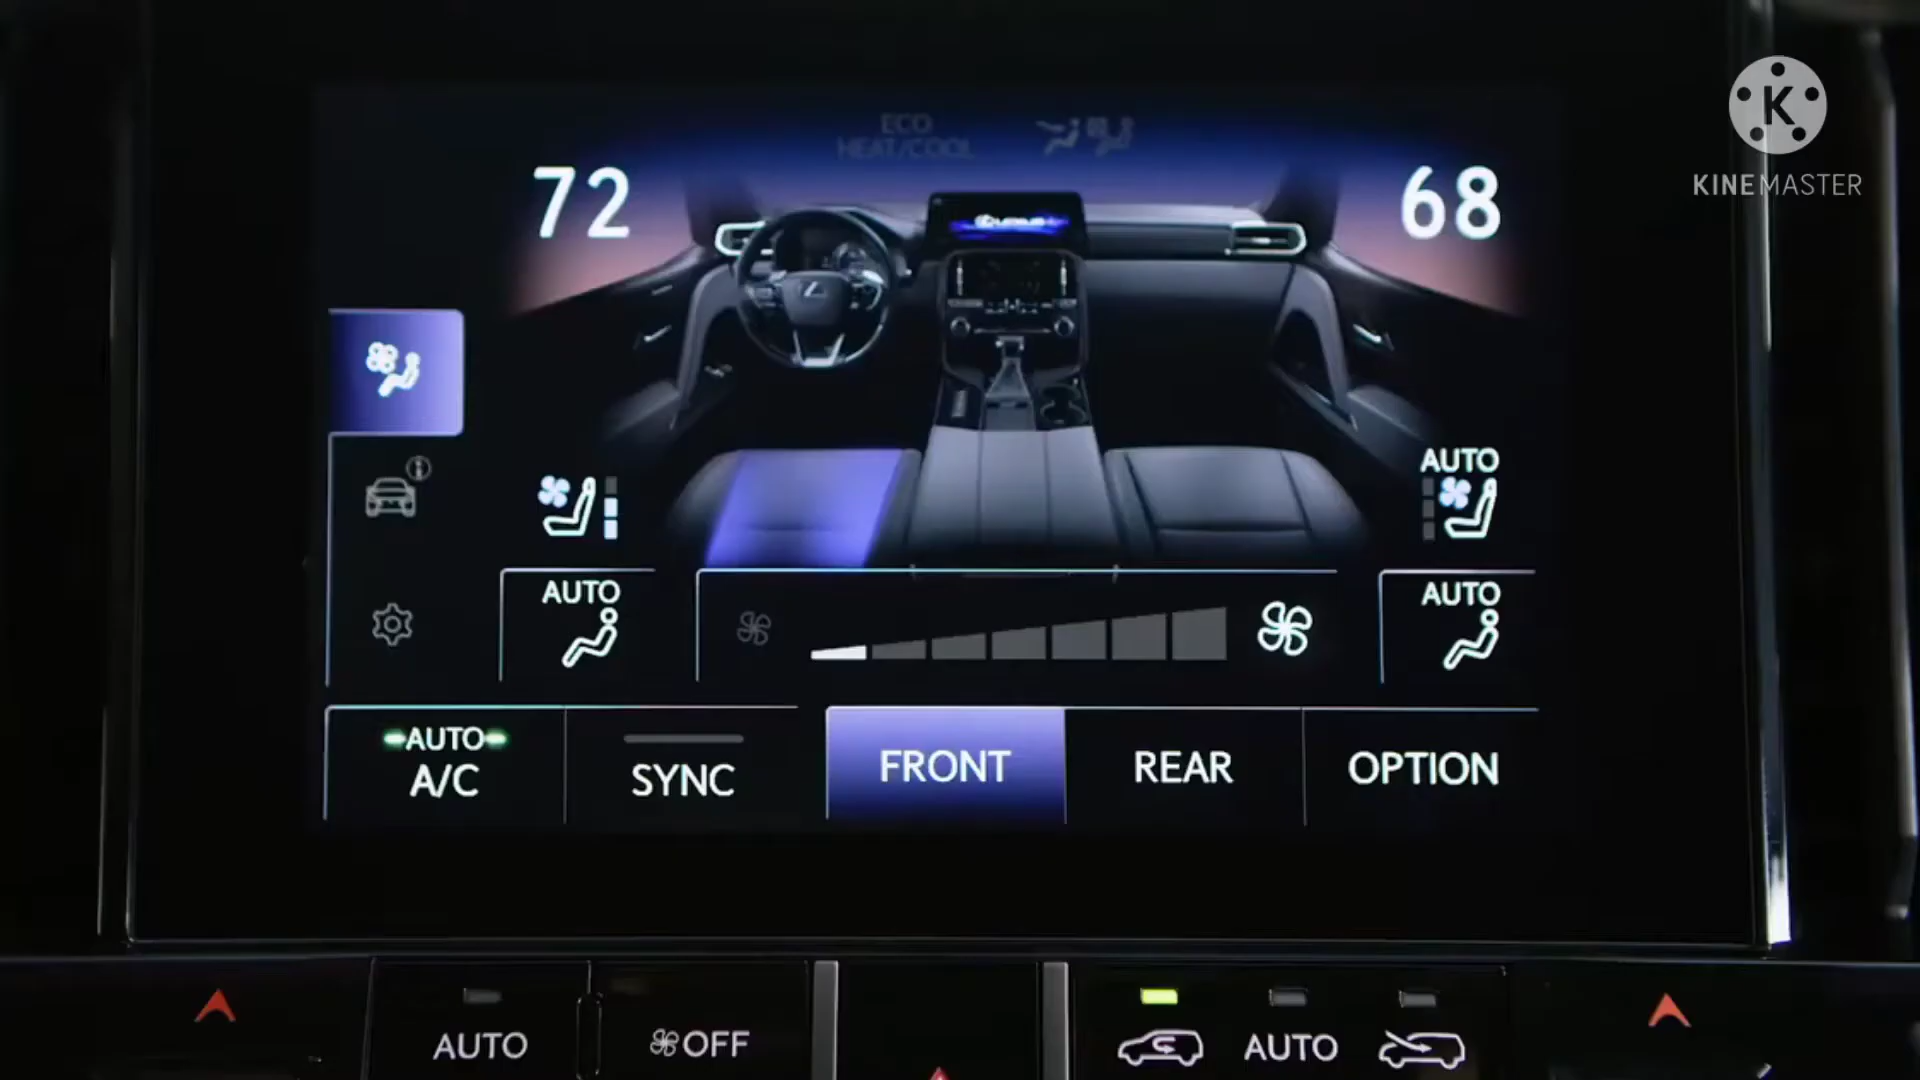 ECO
HEAT/COOL
72
68
K
KINEMASTER
AUTO
AUTO
AUTO
AUTO
A/C
SYNC
FRONT
REAR
OPTION
AUTO
OFF
AUTO